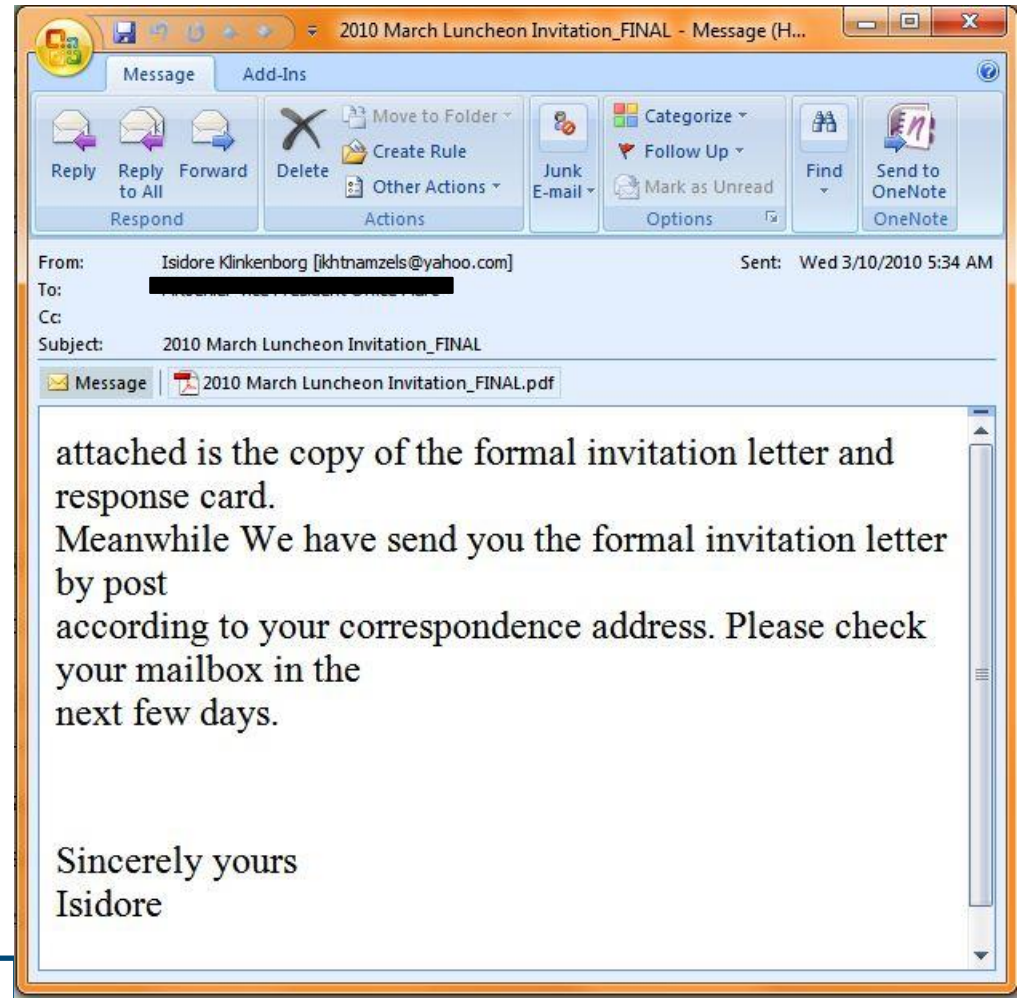 2010 March Luncheon Invitation_FINAL - Message (H...
Message Add-Ins
Reply Reply to All Forward
Respond
Delete Move to Folder
Create Rule
Other Actions
Actions
Junk E-mail
Categorize
Follow Up
Mark as Unread
Options
Find
Send to OneNote
OneNote
From: Isidore Klinkenborg [ikhtnamzels@yahoo.com] Sent: Wed 3/10/2010 5:34 AM
To:
Cc:
Subject: 2010 March Luncheon Invitation_FINAL
Message 2010 March Luncheon Invitation_FINAL.pdf
attached is the copy of the formal invitation letter and
response card.
Meanwhile We have send you the formal invitation letter
by post
according to your correspondence address. Please check
your mailbox in the
next few days.
Sincerely yours
Isidore